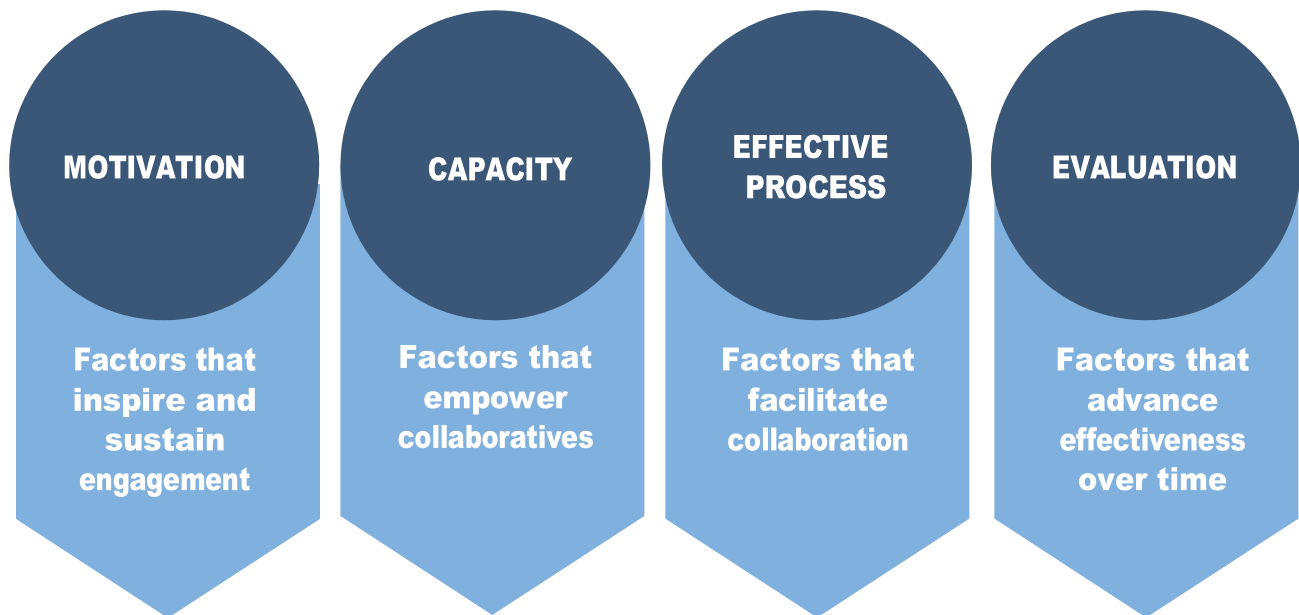 MOTIVATION
Factors that
inspire and
sustain
engagement
CAPACITY
Factors that
empower
collaboratives
EFFECTIVE
PROCESS
Factors that
facilitate
collaboration
EVALUATION
Factors that
advance
effectiveness
over time